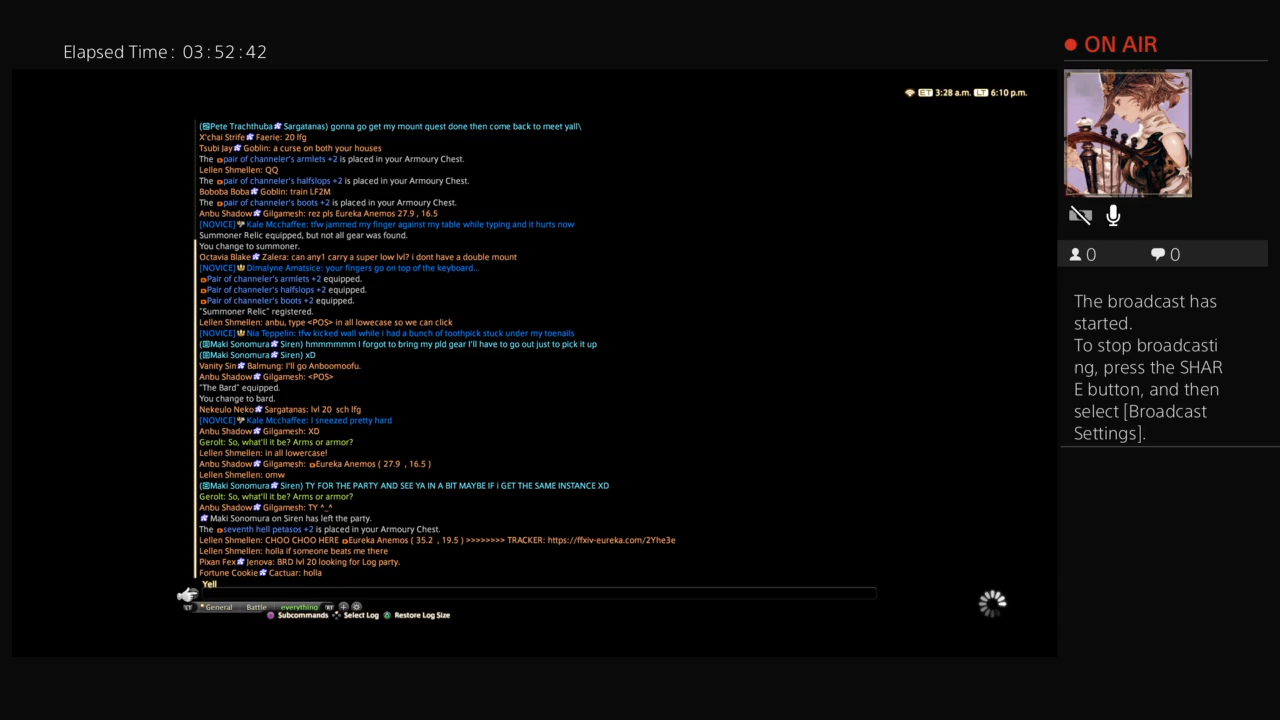 Elapsed Time: 03:52:42
ON AIR
ET 3:28 a.m. LT 6:10 p.m.
(Pete Trachthuba Sargatanas) gonna go get my mount quest done then come back to meet yall\
X'chai Strife Faerie: 20 lfg
Tsubi Jay Goblin: a curse on both your houses
The pair of channeler's armlets +2 is placed in your Armoury Chest.
Lellen Shmellen: QQ
The pair of channeler's halfslops +2 is placed in your Armoury Chest.
Boboba Boba Goblin: train LF2M
The pair of channeler's boots +2 is placed in your Armoury Chest.
Anbu Shadow Gilgamesh: rez pls Eureka Anemos 27.9 , 16.5
[NOVICE] Kale Mcchaffee: tfw jammed my finger against my table while typing and it hurts now
Summoner Relic equipped, but not all gear was found.
You change to summoner.
Octavia Blake Zalera: can any1 carry a super low lvl? i dont have a double mount
[NOVICE] Dimalyne Amatsice: your fingers go on top of the keyboard...
Pair of channeler's armlets +2 equipped.
Pair of channeler's halfslops +2 equipped.
Pair of channeler's boots +2 equipped.
"Summoner Relic" registered.
Lellen Shmellen: anbu, type <POS> in all lowecase so we can click
[NOVICE] Nia Teppelin: tfw kicked wall while i had a bunch of toothpick stuck under my toenails
(Maki Sonomura Siren) hmmmmmm I forgot to bring my pld gear I'll have to go out just to pick it up
(Maki Sonomura Siren) xD
Vanity Sin Balmung: I'll go Anboomoofu.
Anbu Shadow Gilgamesh: <POS>
"The Bard" equipped.
You change to bard.
Nekeulo Neko Sargatanas: lvl 20 sch lfg
[NOVICE] Kale Mcchaffee: I sneezed pretty hard
Anbu Shadow Gilgamesh: XD
Gerolt: So, what'll it be? Arms or armor?
Lellen Shmellen: in all lowercase!
Anbu Shadow Gilgamesh: Eureka Anemos ( 27.9 , 16.5 )
Lellen Shmellen: omw
(Maki Sonomura Siren) TY FOR THE PARTY AND SEE YA IN A BIT MAYBE IF i GET THE SAME INSTANCE XD
Gerolt: So, what'll it be? Arms or armor?
Anbu Shadow Gilgamesh: TY ^_^
Maki Sonomura on Siren has left the party.
The seventh hell petasos +2 is placed in your Armoury Chest.
Lellen Shmellen: CHOO CHOO HERE Eureka Anemos ( 35.2 , 19.5 ) >>>>>>>> TRACKER: https://ffxiv-eureka.com/2Yhe3e
Lellen Shmellen: holla if someone beats me there
Pixan Fex Jenova: BRD lvl 20 looking for Log party.
Fortune Cookie Cactuar: holla
Yell
L1 General Battle everything R1
Subcommands Select Log Restore Log Size
0 0
The broadcast has
started.
To stop broadcasti
ng, press the SHAR
E button, and then
select [Broadcast
Settings].